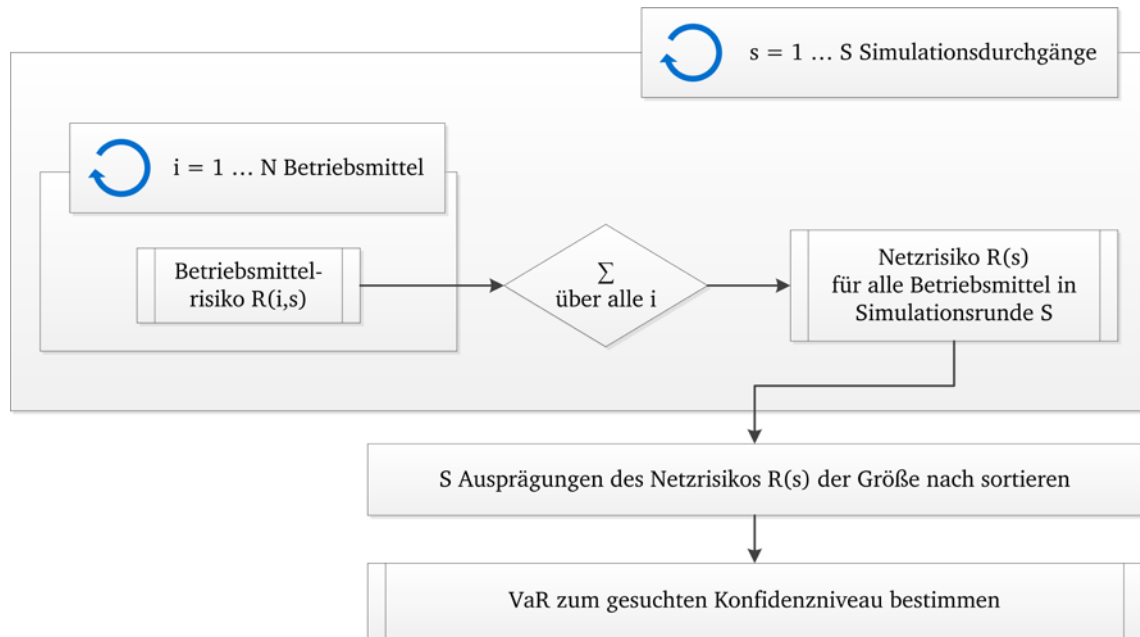 s = 1 … S Simulationsdurchgänge
i = 1 … N Betriebsmittel
Betriebsmittel-
risiko R(i,s)
∑
über alle i
Netzrisiko R(s)
für alle Betriebsmittel in
Simulationsrunde S
S Ausprägungen des Netzrisikos R(s) der Größe nach sortieren
VaR zum gesuchten Konfidenzniveau bestimmen